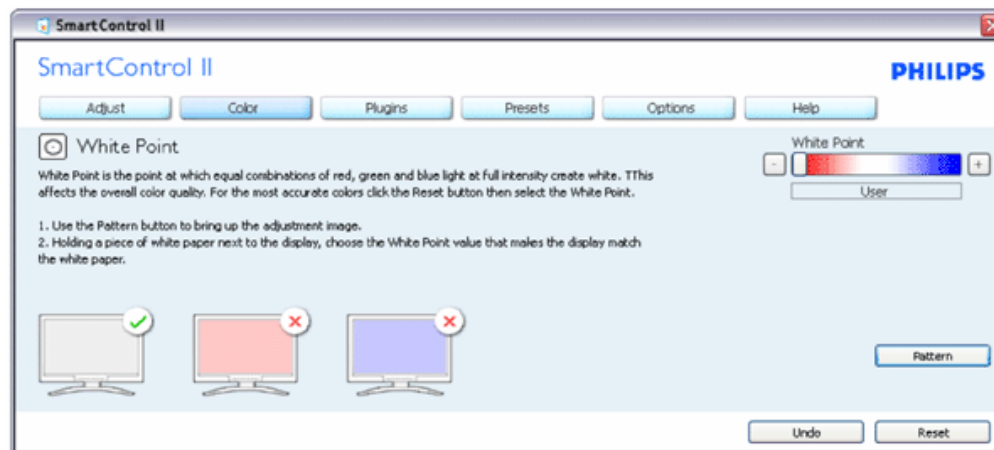 SmartControl II
SmartControl II
PHILIPS
Adjust Color Plugins Presets Options Help
White Point
White Point is the point at which equal combinations of red, green and blue light at full intensity create white. TThis
affects the overall color quality. For the most accurate colors click the Reset button then select the White Point.
1. Use the Pattern button to bring up the adjustment image.
2. Holding a piece of white paper next to the display, choose the White Point value that makes the display match
the white paper.
White Point
- +
User
Pattern
Undo Reset